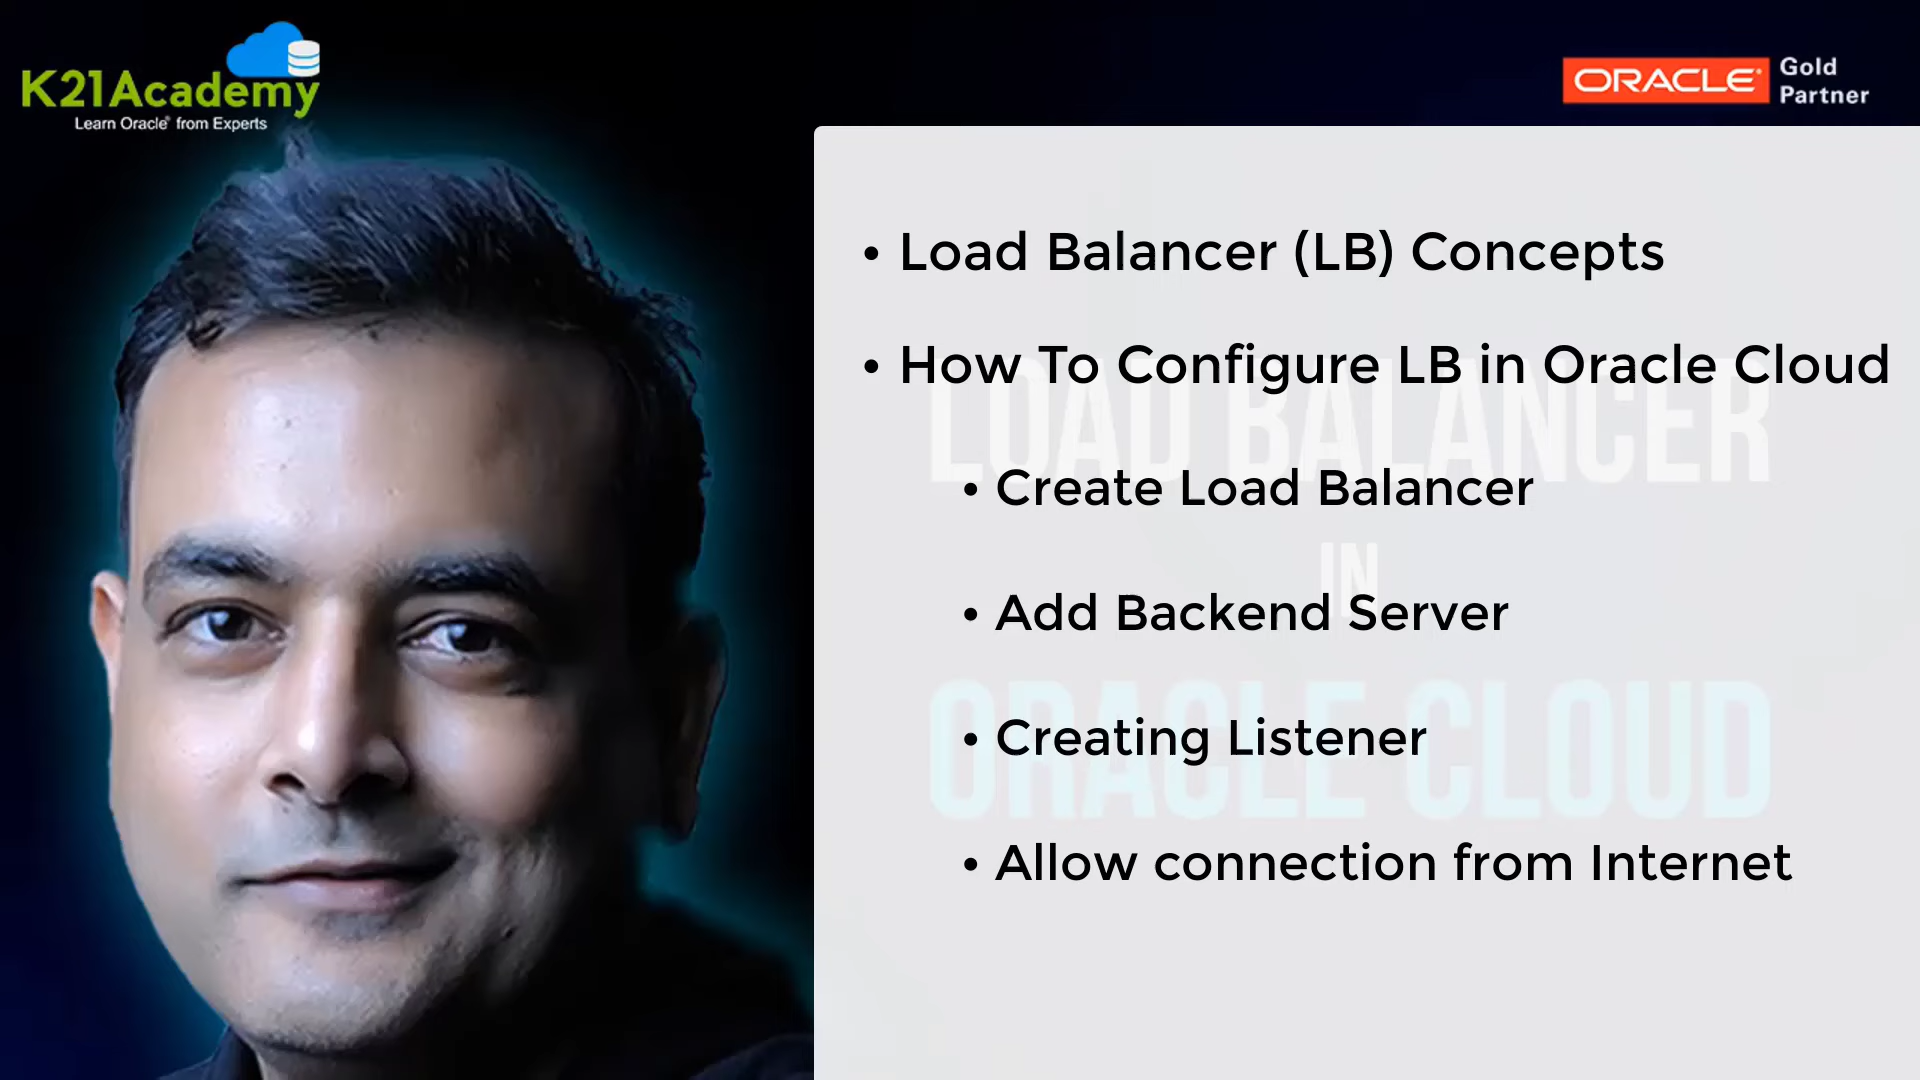 K21Academy
Learn Oracle® from Experts
ORACLE®
Gold
Partner
• Load Balancer (LB) Concepts
• How To Configure LB in Oracle Cloud
LOAD BALANCER
• Create Load Balancer
IN
• Add Backend Server
• Creating Listener
ORACLE CLOUD
• Allow connection from Internet